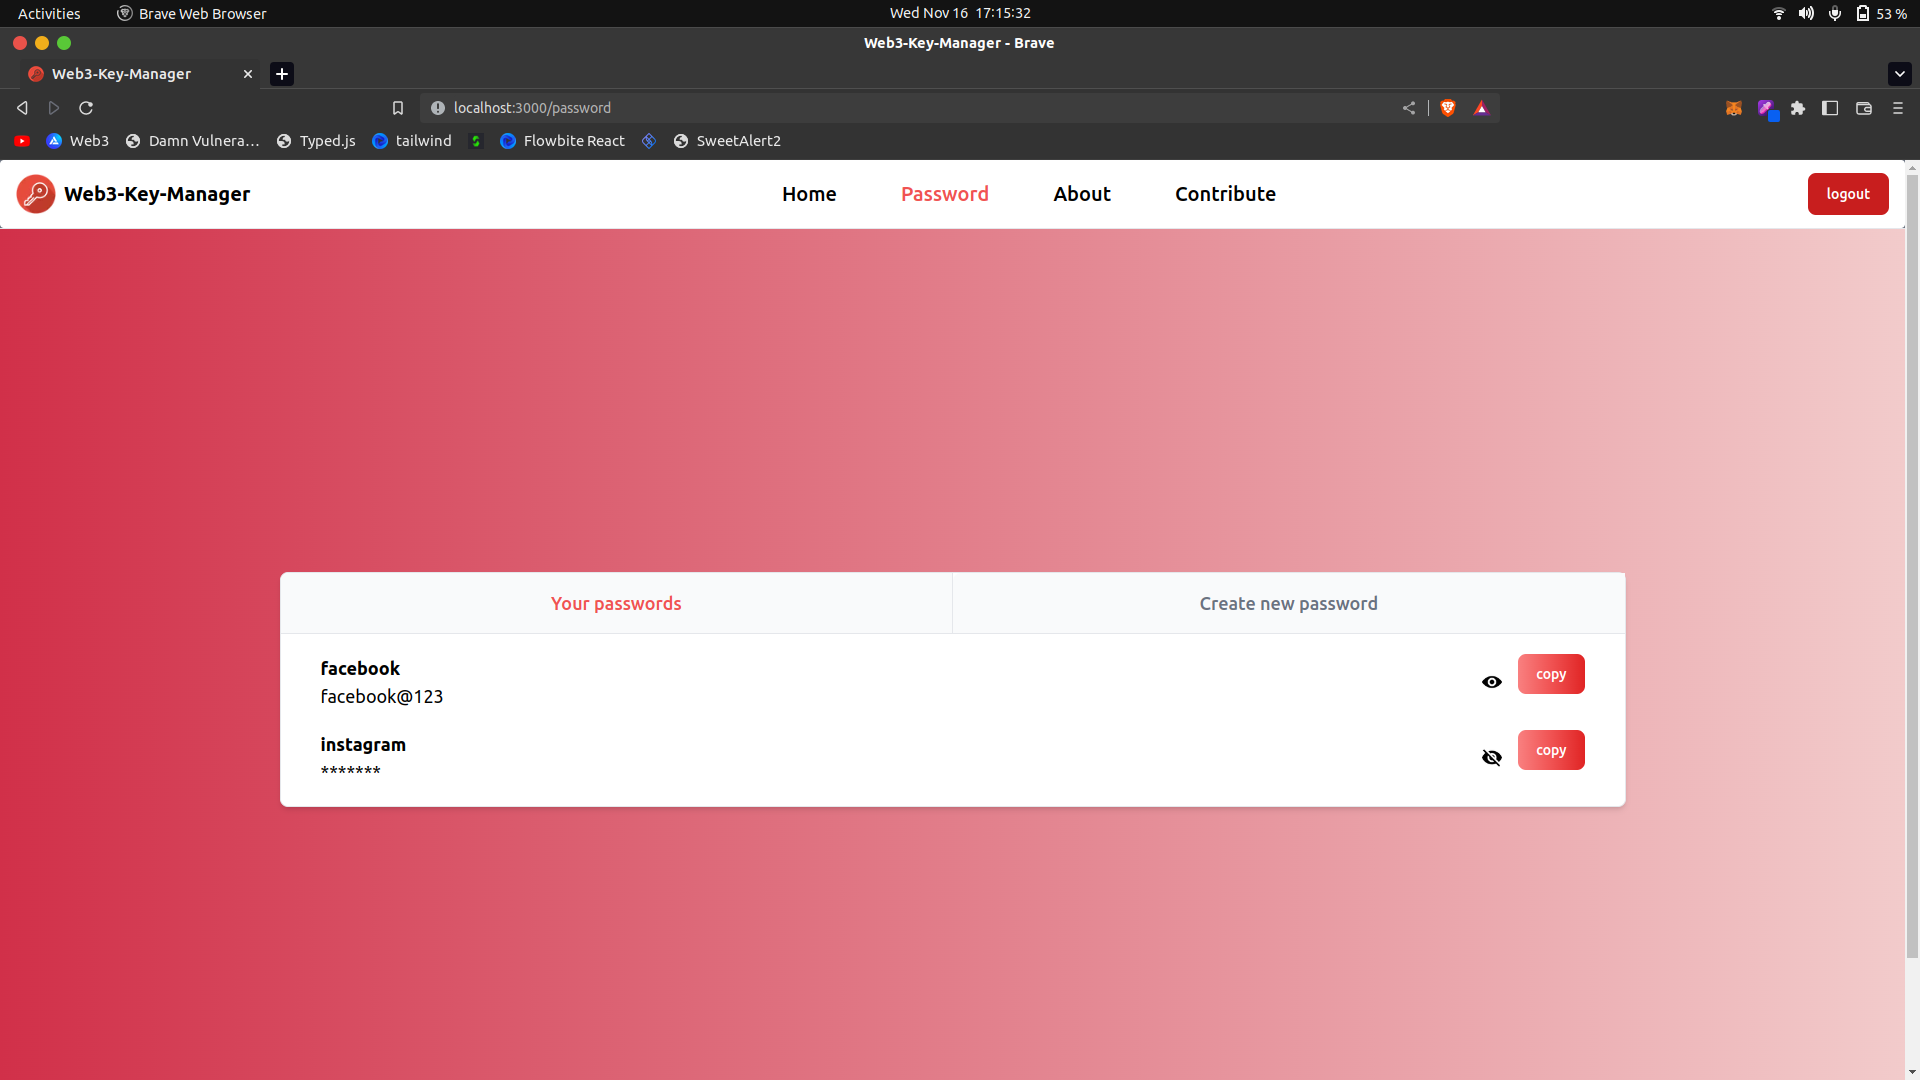 Activities Brave Web Browser Wed Nov 16 17:15:32 53 %
Web3-Key-Manager - Brave
Web3-Key-Manager
localhost:3000/password
Web3 Damn Vulnera... Typed.js tailwind Flowbite React SweetAlert2
Web3-Key-Manager Home Password About Contribute logout
Your passwords Create new password
facebook
facebook@123
copy
instagram
*******
copy